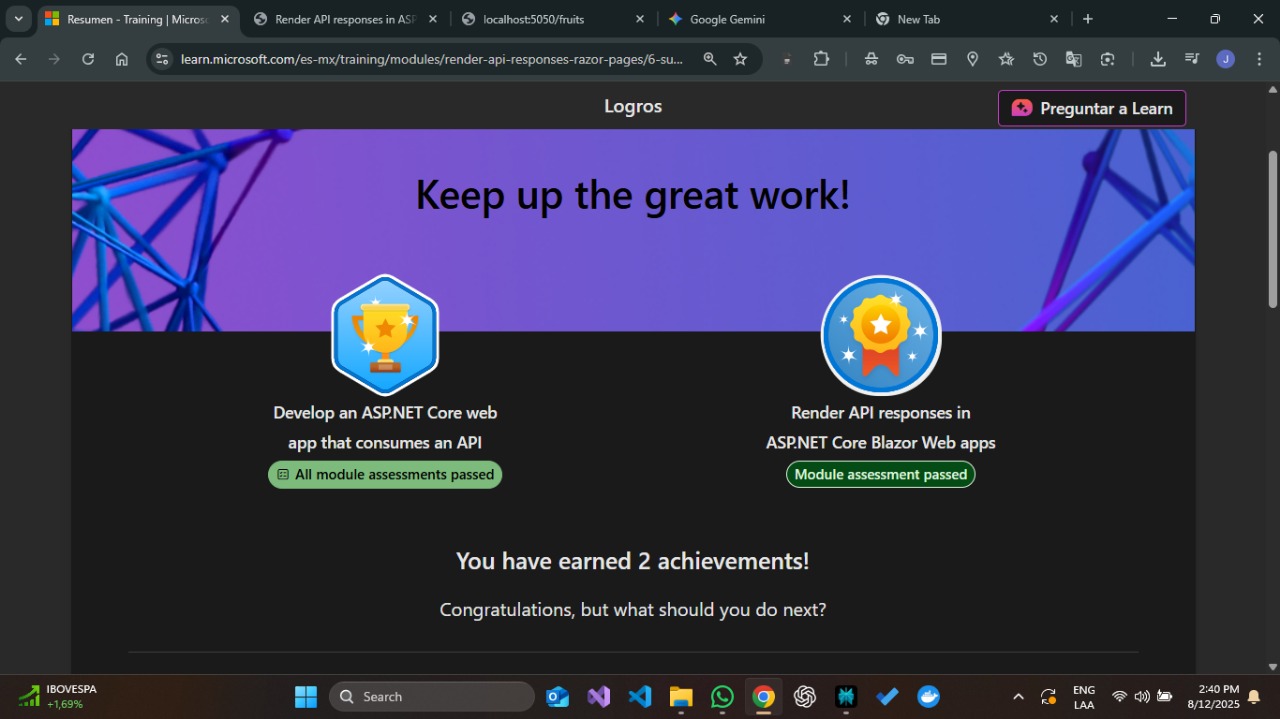 Resumen - Training | Micros
Render API responses in ASP
localhost:5050/fruits
Google Gemini
New Tab
learn.microsoft.com/es-mx/training/modules/render-api-responses-razor-pages/6-su...
J
Logros
Preguntar a Learn
Keep up the great work!
Develop an ASP.NET Core web
app that consumes an API
All module assessments passed
Render API responses in
ASP.NET Core Blazor Web apps
Module assessment passed
You have earned 2 achievements!
Congratulations, but what should you do next?
IBOVESPA
+1,69%
Search
ENG
LAA
2:40 PM
8/12/2025